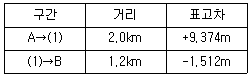 구간 거리 표고차
A→(1) 2,0km +9,374m
(1)→B 1,2km -1,512m